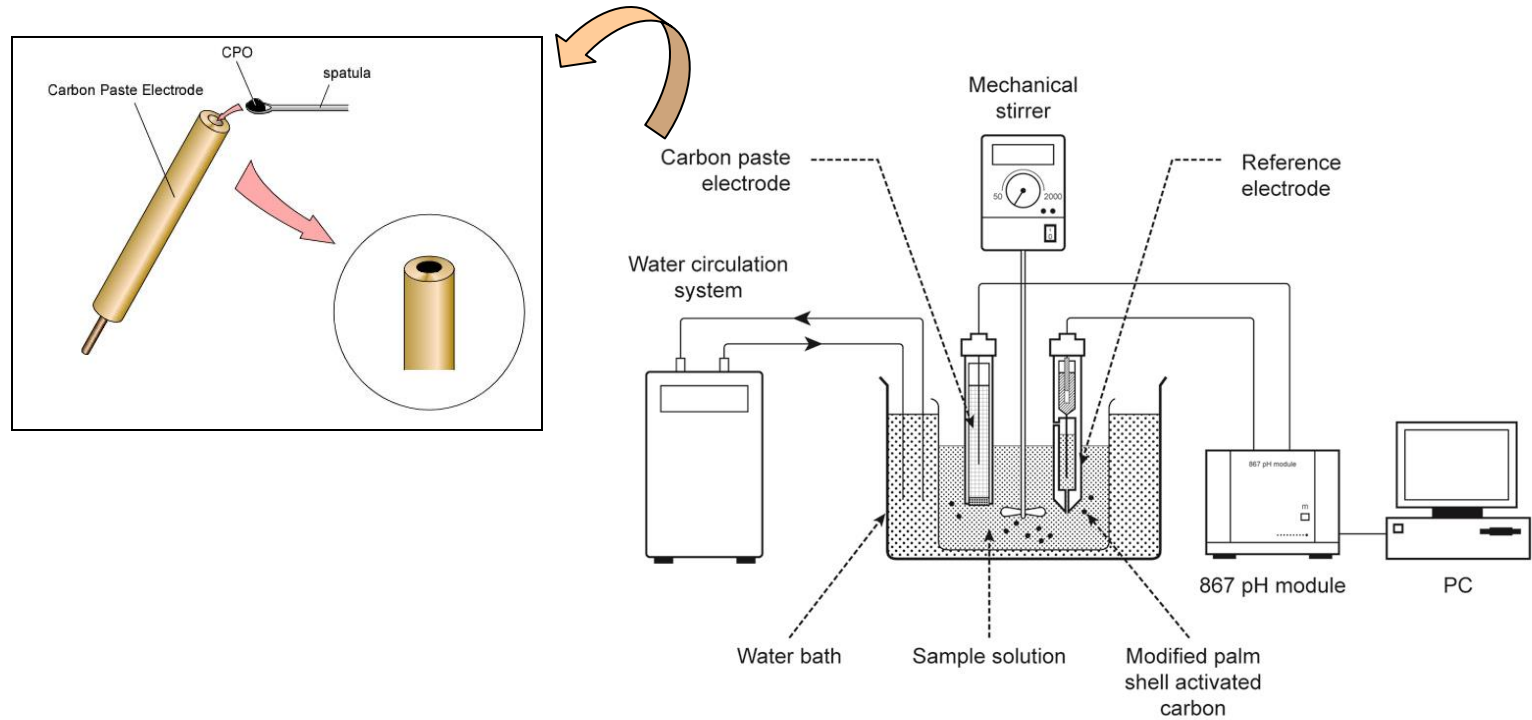 CPO
spatula
Carbon Paste Electrode
Mechanical
stirrer
Carbon paste
electrode
Reference
electrode
50
2000
0
Water circulation
system
867 pH module
m
867 pH module
PC
Water bath
Sample solution
Modified palm
shell activated
carbon